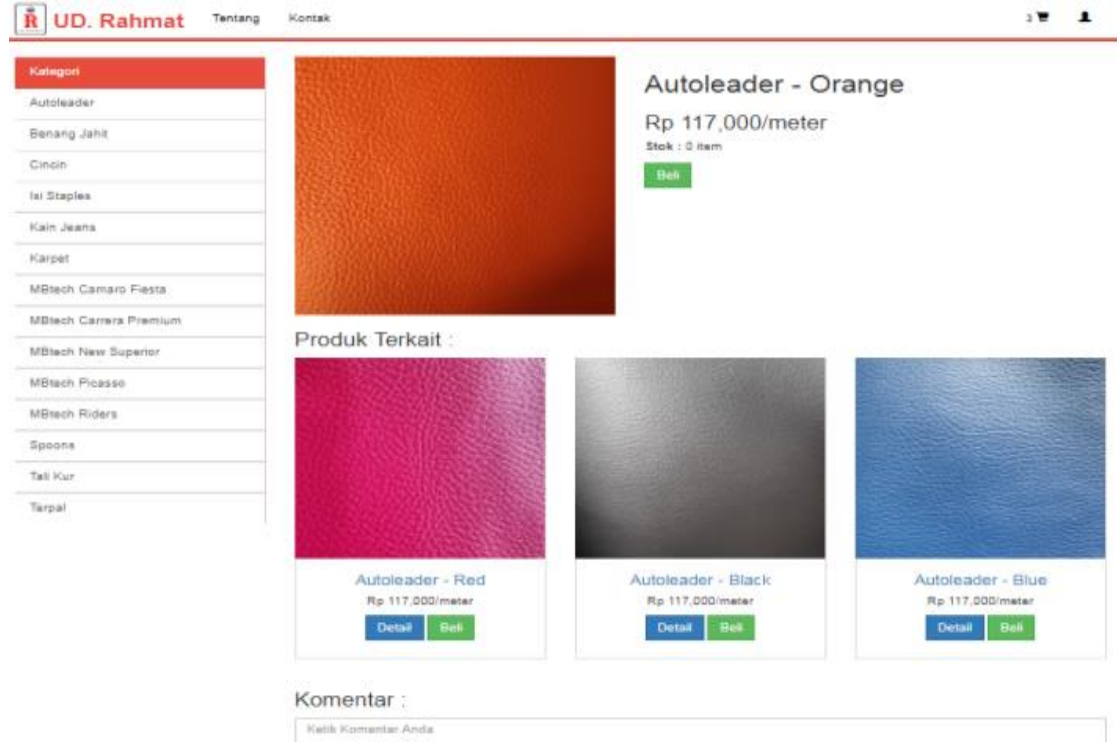 R
UD. Rahmat
Tentang
Kontak
3
Kategori
Autoleader
Benang Jahit
Cincin
Isi Staples
Kain Jeans
Karpet
MBtech Camaro Fiesta
MBtech Carrera Premium
MBtech New Superior
MBtech Picasso
MBtech Riders
Spoons
Tali Kur
Terpal
Autoleader - Orange
Rp 117,000/meter
Stok : 0 item
Beli
Produk Terkait :
Autoleader - Red
Rp 117,000/meter
Detail
Beli
Autoleader - Black
Rp 117,000/meter
Detail
Beli
Autoleader - Blue
Rp 117,000/meter
Detail
Beli
Komentar :
Ketik Komentar Anda